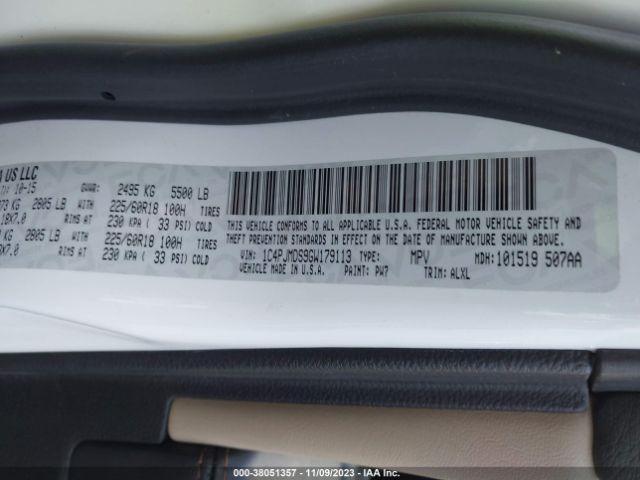 US LLC
10-15 GVWR: 2495 KG 5500 LB
KG 2805 LB WITH 225/60R18 100H TIRES
18X7.0 RIMS AT 230 KPA ( 33 PSI) COLD
KG 2805 LB WITH 225/60R18 100H TIRES
X7.0 RIMS AT 230 KPA ( 33 PSI) COLD
THIS VEHICLE CONFORMS TO ALL APPLICABLE U.S.A. FEDERAL MOTOR VEHICLE SAFETY AND
THEFT PREVENTION STANDARDS IN EFFECT ON THE DATE OF MANUFACTURE SHOWN ABOVE.
VIN: 1C4PJMDS9GW179113 TYPE: MPV MDH: 101519 507AA
VEHICLE MADE IN U.S.A. PAINT: PW7 TRIM: ALXL
000-38051357 - 11/09/2023 - IAA Inc.